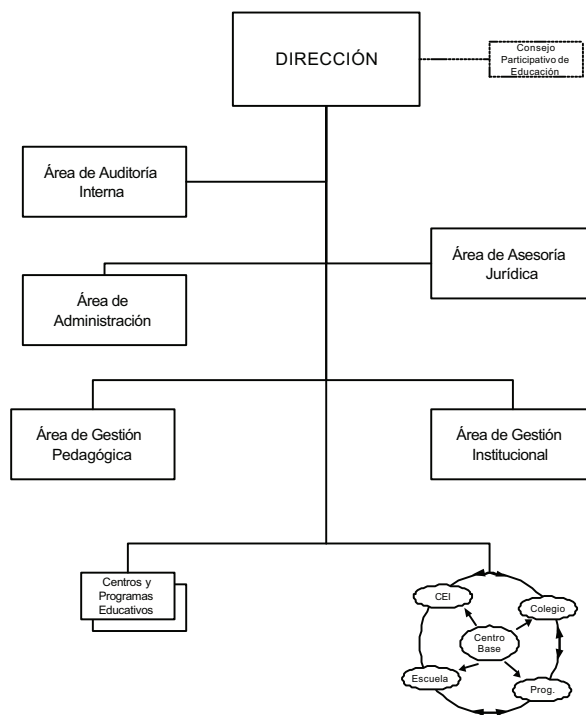 DIRECCIÓN
Consejo
Participativo de
Educación
Área de Auditoría
Interna
Área de Asesoría
Jurídica
Área de
Administración
Área de Gestión
Pedagógica
Área de Gestión
Institucional
Centros y
Programas
Educativos
CEI
Colegio
Centro
Base
Escuela
Prog.